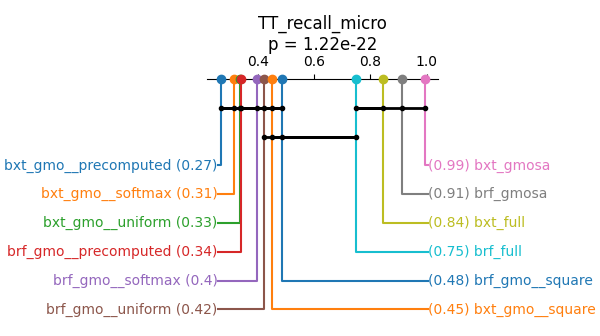 TT_recall_micro
p = 1.22e-22
0.4 0.6 0.8 1.0
bxt_gmo__precomputed (0.27) (0.99) bxt_gmosa
bxt_gmo__softmax (0.31) (0.91) brf_gmosa
bxt_gmo__uniform (0.33) (0.84) bxt_full
brf_gmo__precomputed (0.34) (0.75) brf_full
brf_gmo__softmax (0.4) (0.48) brf_gmo__square
brf_gmo__uniform (0.42) (0.45) bxt_gmo__square